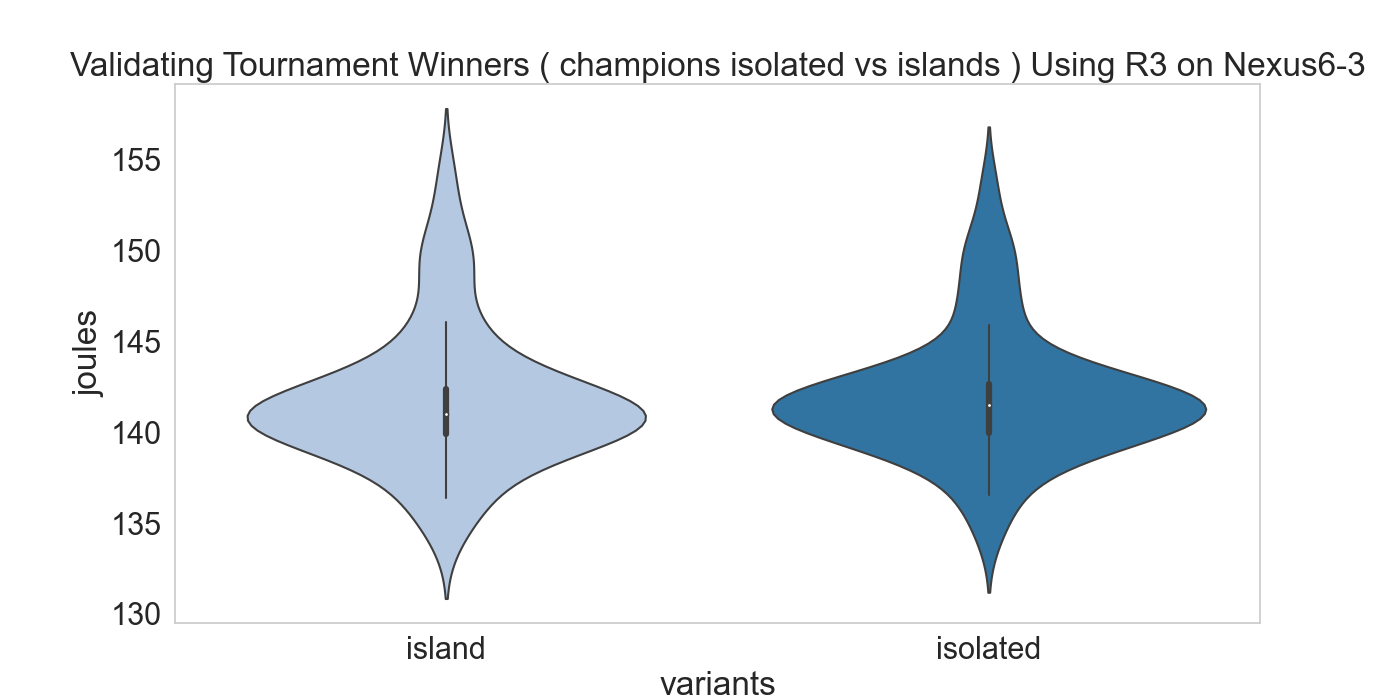 Validating Tournament Winners ( champions isolated vs islands ) Using R3 on Nexus6-3
155
150
145
140
135
130
joules
island
isolated
variants